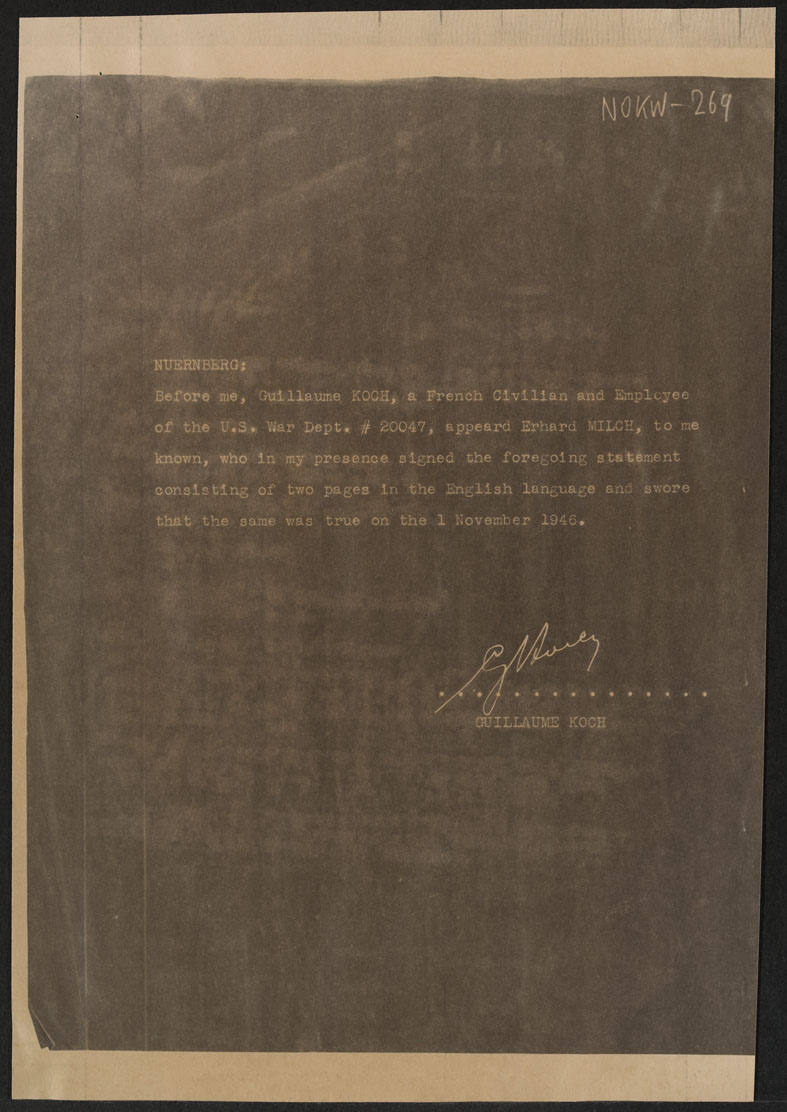 NOKW-269
NUERNBERG:
Before me, Guillaume KOCH, a French Civilian and Employee
of the U.S. War Dept. # 20047, appeard Erhard MILCH, to me
known, who in my presence signed the foregoing statement
consisting of two pages in the English language and swore
that the same was true on the 1 November 1946.
. . . . . . . . . . . . . . .
GUILLAUME KOCH